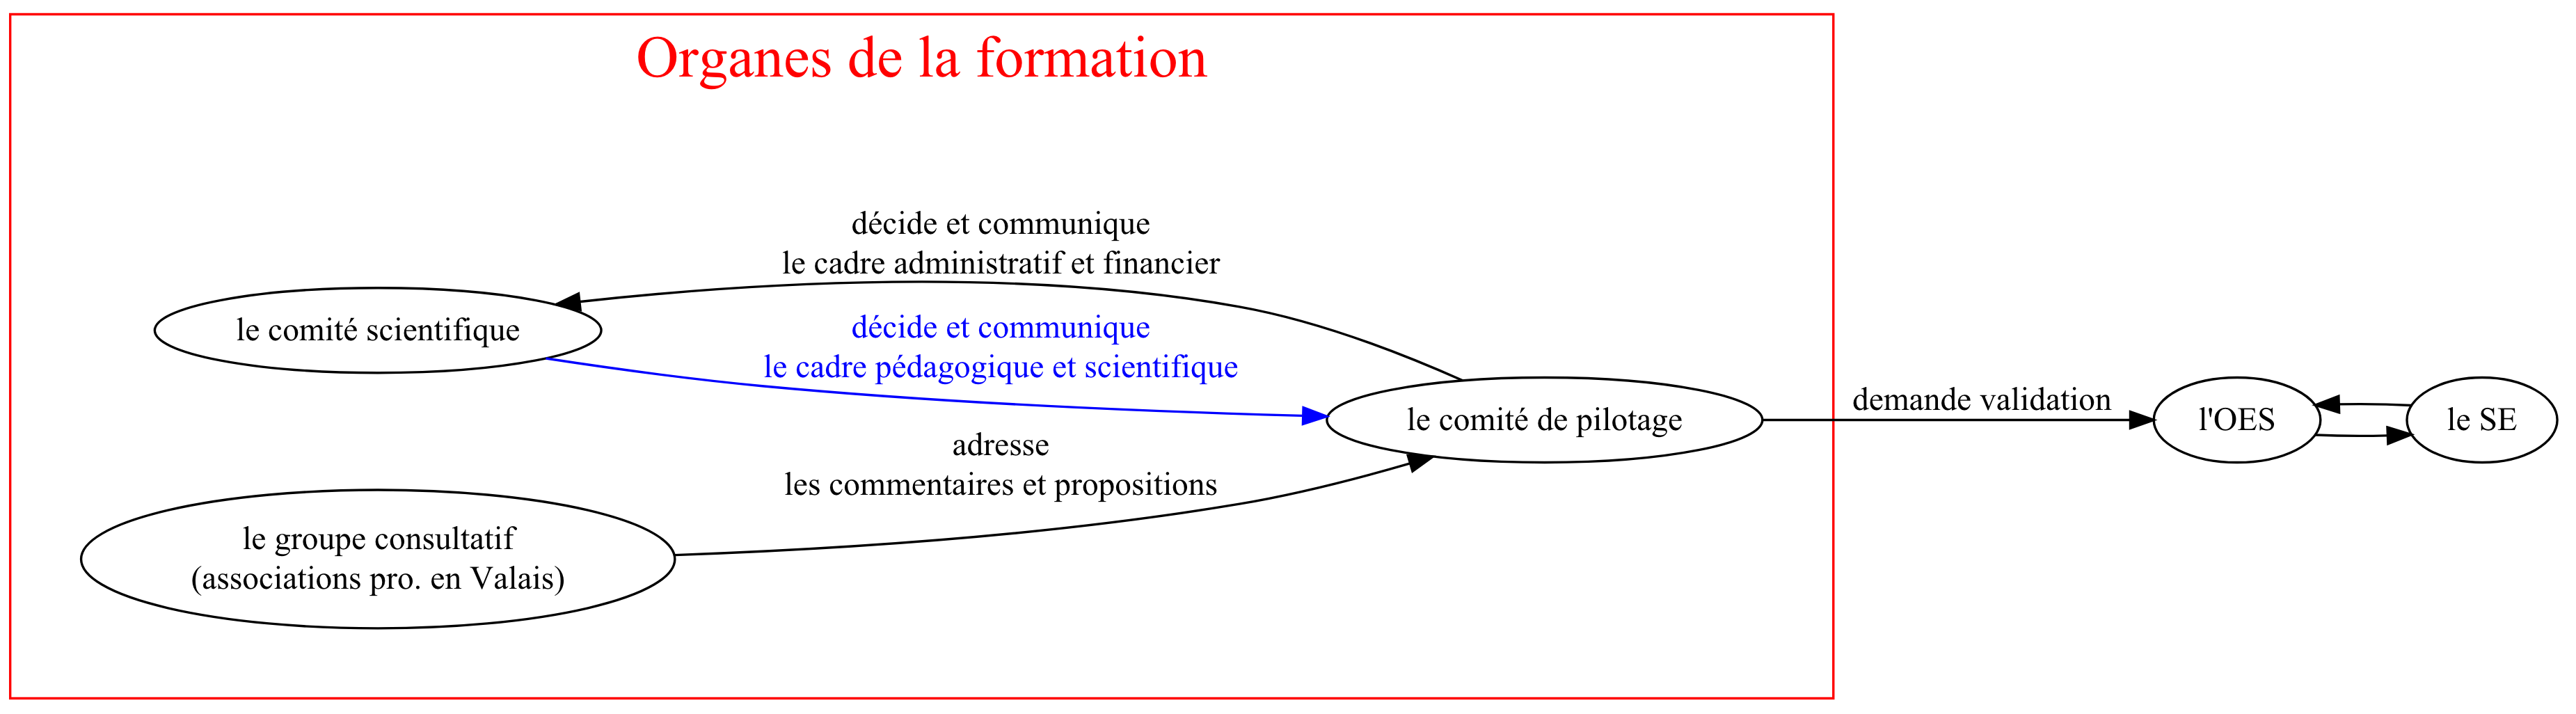 Organes de la formation
décide et communique
le cadre administratif et financier
le comité scientifique
décide et communique
le cadre pédagogique et scientifique
le comité de pilotage
demande validation
l'OES
le SE
adresse
les commentaires et propositions
le groupe consultatif
(associations pro. en Valais)